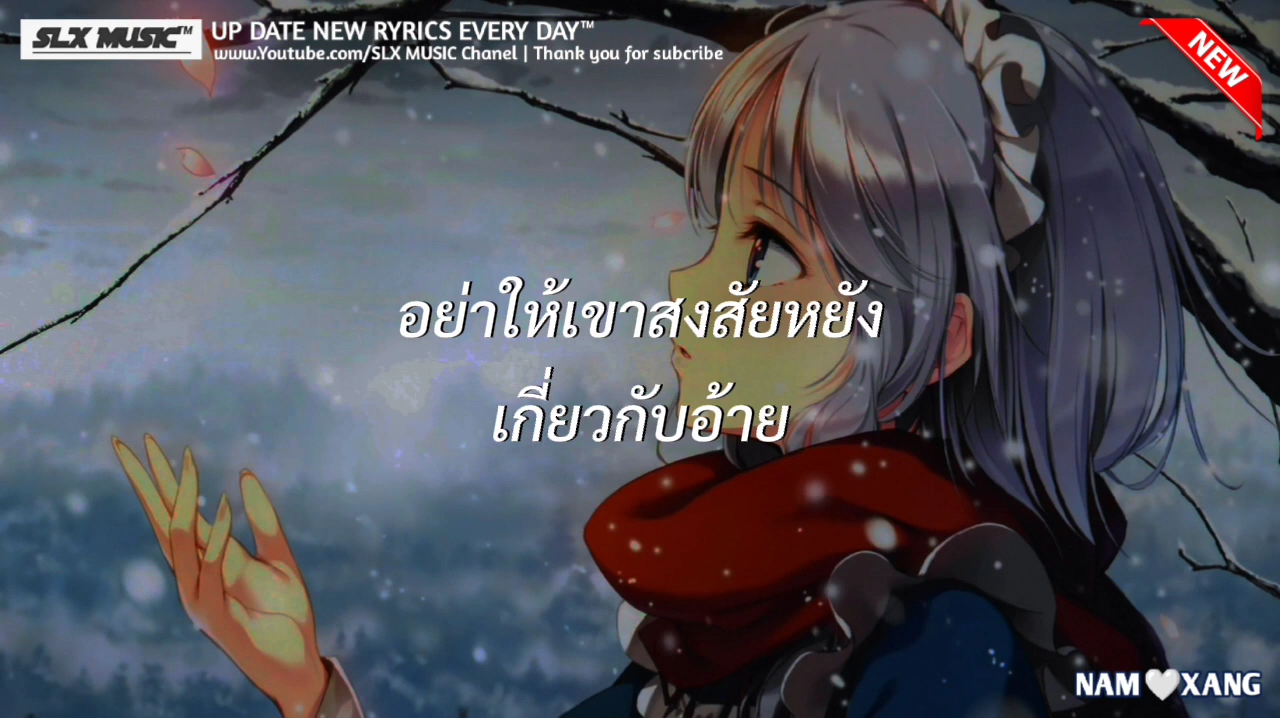 SLX MUSIC™
UP DATE NEW RYRICS EVERY DAY™
www.Youtube.com/SLX MUSIC Chanel | Thank you for subcribe
NEW
อย่าให้เขาสงสัยหยัง
เกี่ยวกับอ้าย
NAM🤍XANG